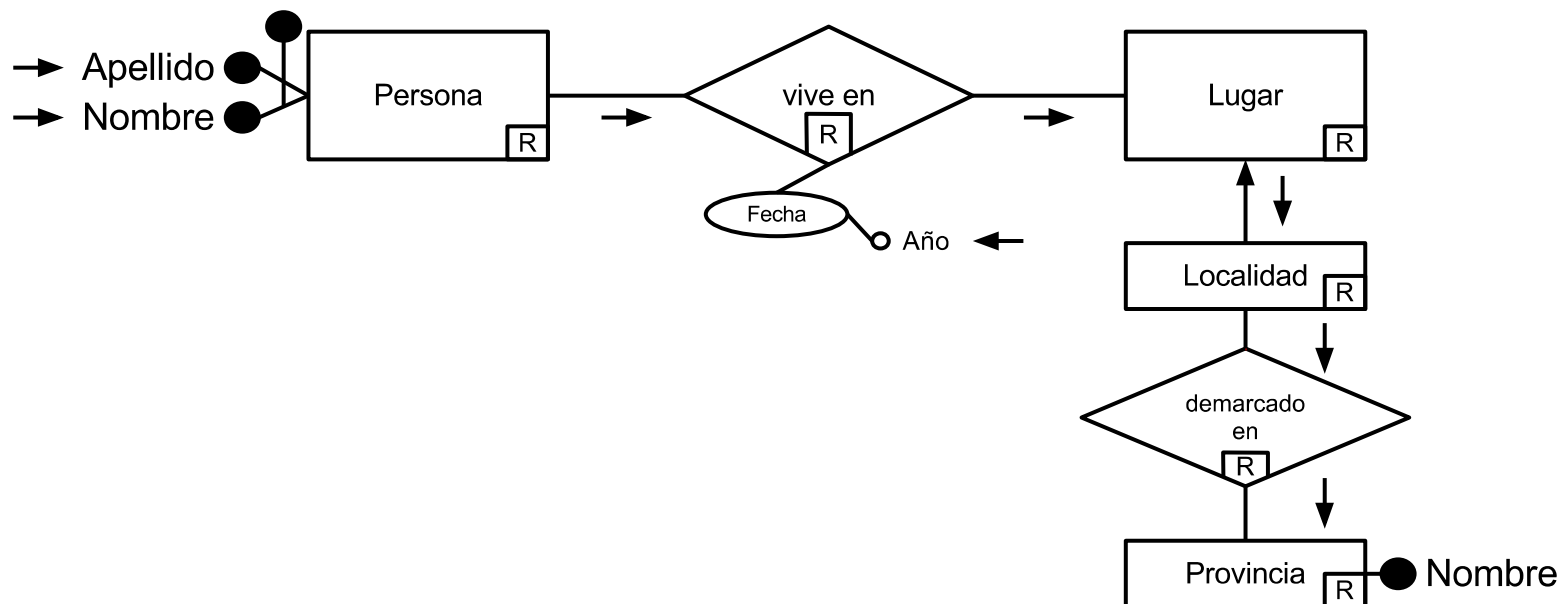 Apellido
Nombre
Persona
R
vive en
R
Lugar
R
Fecha
Año
Localidad
R
demarcado
en
R
Provincia
R
Nombre